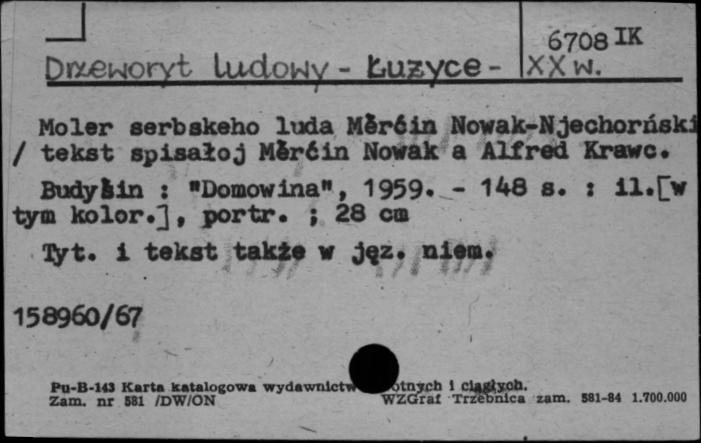 6708 IK
Drzeworyt ludowy - Łużyce - XX w.
Moler serbskeho luda Měrćin Nowak-Njechorński
/ tekst spisałoj Měrćin Nowak a Alfred Krawc.
Budyšin : "Domowina", 1959. - 148 s. : il.[w
tym kolor.], portr. ; 28 cm
Tyt. i tekst także w jęz. niem.
158960/67
Pu-B-143 Karta katalogowa wydawnictw otnych i ciągłych.
Zam. nr 581 /DW/ON WZGraf Trzebnica zam. 581-84 1.700.000